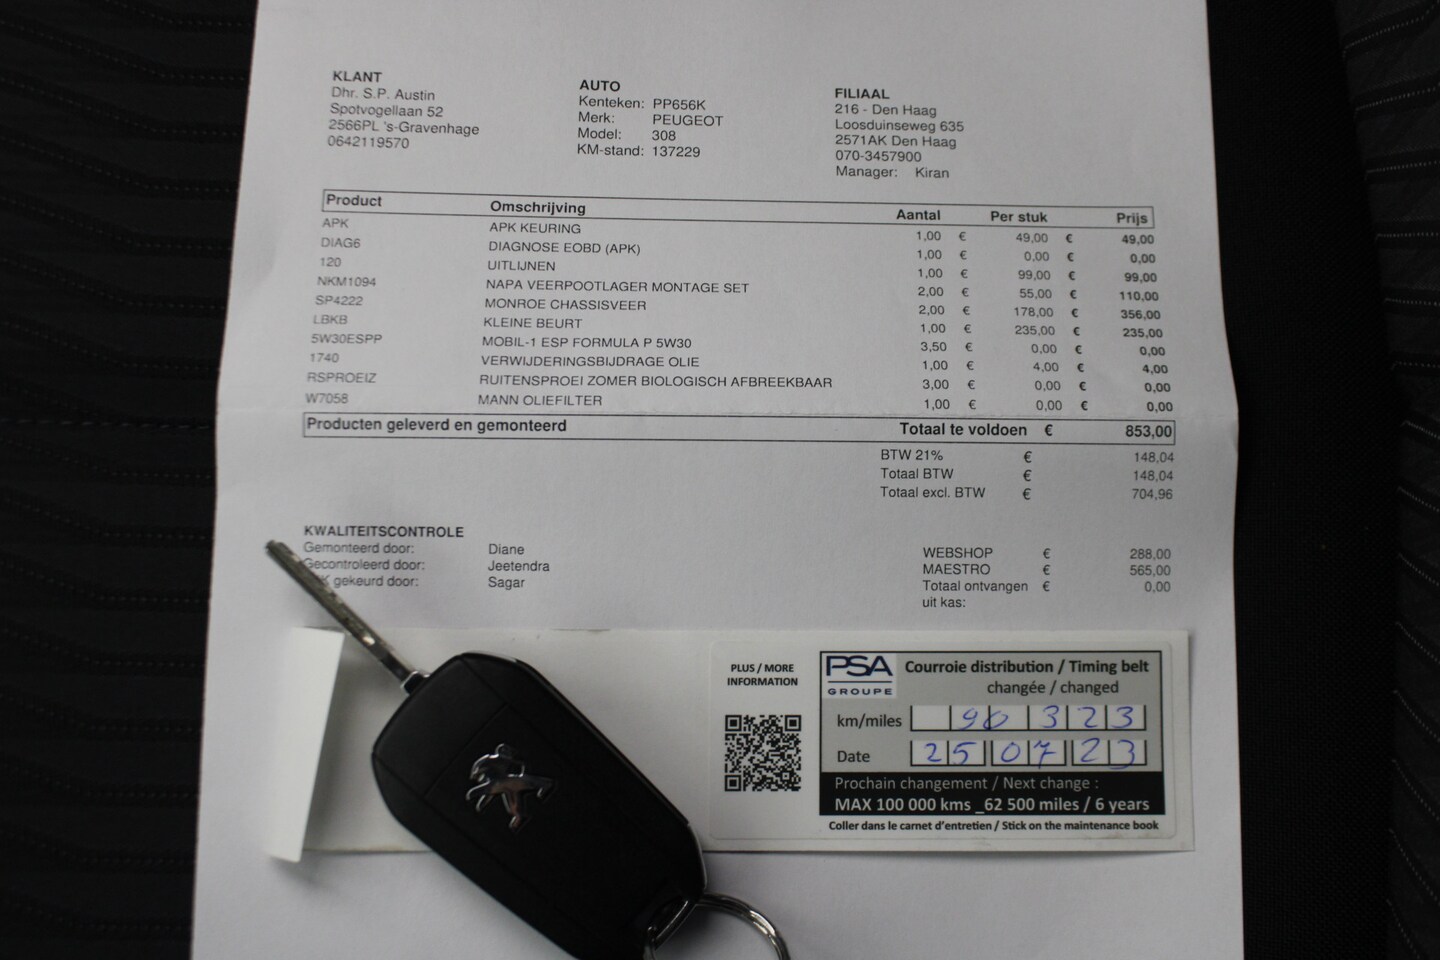 KLANT
Dhr. S.P. Austin
Spotvogellaan 52
2566PL 's-Gravenhage
0642119570
AUTO
Kenteken: PP656K
Merk: PEUGEOT
Model: 308
KM-stand: 137229
FILIAAL
216 - Den Haag
Loosduinseweg 635
2571AK Den Haag
070-3457900
Manager: Kiran
Product Omschrijving Aantal Per stuk Prijs
APK APK KEURING 1,00 € 49,00 € 49,00
DIAG6 DIAGNOSE EOBD (APK) 1,00 € 0,00 € 0,00
120 UITLIJNEN 1,00 € 99,00 € 99,00
NKM1094 NAPA VEERPOOTLAGER MONTAGE SET 2,00 € 55,00 € 110,00
SP4222 MONROE CHASSISVEER 2,00 € 178,00 € 356,00
LBKB KLEINE BEURT 1,00 € 235,00 € 235,00
5W30ESPP MOBIL-1 ESP FORMULA P 5W30 3,50 € 0,00 € 0,00
1740 VERWIJDERINGSBIJDRAGE OLIE 1,00 € 4,00 € 4,00
RSPROEIZ RUITENSPROEI ZOMER BIOLOGISCH AFBREEKBAAR 3,00 € 0,00 € 0,00
W7058 MANN OLIEFILTER 1,00 € 0,00 € 0,00
Producten geleverd en gemonteerd Totaal te voldoen € 853,00
BTW 21% € 148,04
Totaal BTW € 148,04
Totaal excl. BTW € 704,96
KWALITEITSCONTROLE
Gemonteerd door: Diane
Gecontroleerd door: Jeetendra
gekeurd door: Sagar
WEBSHOP € 288,00
MAESTRO € 565,00
Totaal ontvangen € 0,00
uit kas:
PLUS / MORE
INFORMATION
PSA
GROUPE
Courroie distribution / Timing belt
changée / changed
km/miles 90 323
Date 25 07 23
Prochain changement / Next change :
MAX 100 000 kms _62 500 miles / 6 years
Coller dans le carnet d'entretien / Stick on the maintenance book